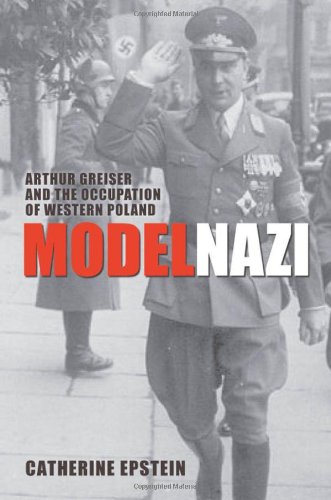 ARTHUR GREISER
AND THE OCCUPATION
OF WESTERN POLAND
MODELNAZI
CATHERINE EPSTEIN